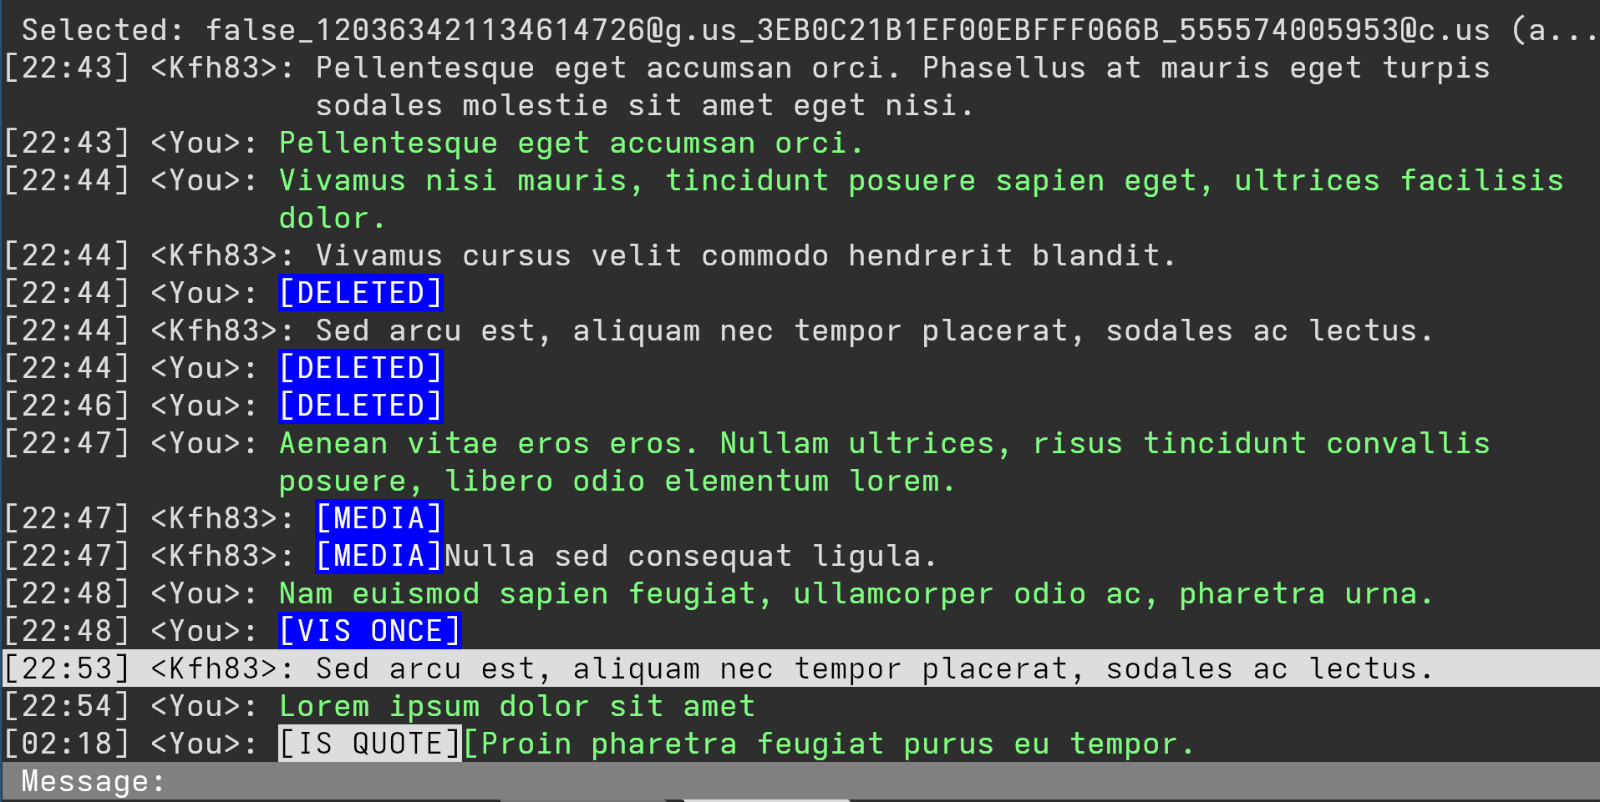 Selected: false_120363421134614726@g.us_3EB0C21B1EF00EBFFF066B_555574005953@c.us (a...
[22:43] <Kfh83>: Pellentesque eget accumsan orci. Phasellus at mauris eget turpis
sodales molestie sit amet eget nisi.
[22:43] <You>: Pellentesque eget accumsan orci.
[22:44] <You>: Vivamus nisi mauris, tincidunt posuere sapien eget, ultrices facilisis
dolor.
[22:44] <Kfh83>: Vivamus cursus velit commodo hendrerit blandit.
[22:44] <You>: [DELETED]
[22:44] <Kfh83>: Sed arcu est, aliquam nec tempor placerat, sodales ac lectus.
[22:44] <You>: [DELETED]
[22:46] <You>: [DELETED]
[22:47] <You>: Aenean vitae eros eros. Nullam ultrices, risus tincidunt convallis
posuere, libero odio elementum lorem.
[22:47] <Kfh83>: [MEDIA]
[22:47] <Kfh83>: [MEDIA]Nulla sed consequat ligula.
[22:48] <You>: Nam euismod sapien feugiat, ullamcorper odio ac, pharetra urna.
[22:48] <You>: [VIS ONCE]
[22:53] <Kfh83>: Sed arcu est, aliquam nec tempor placerat, sodales ac lectus.
[22:54] <You>: Lorem ipsum dolor sit amet
[02:18] <You>: [IS QUOTE][Proin pharetra feugiat purus eu tempor.
Message: